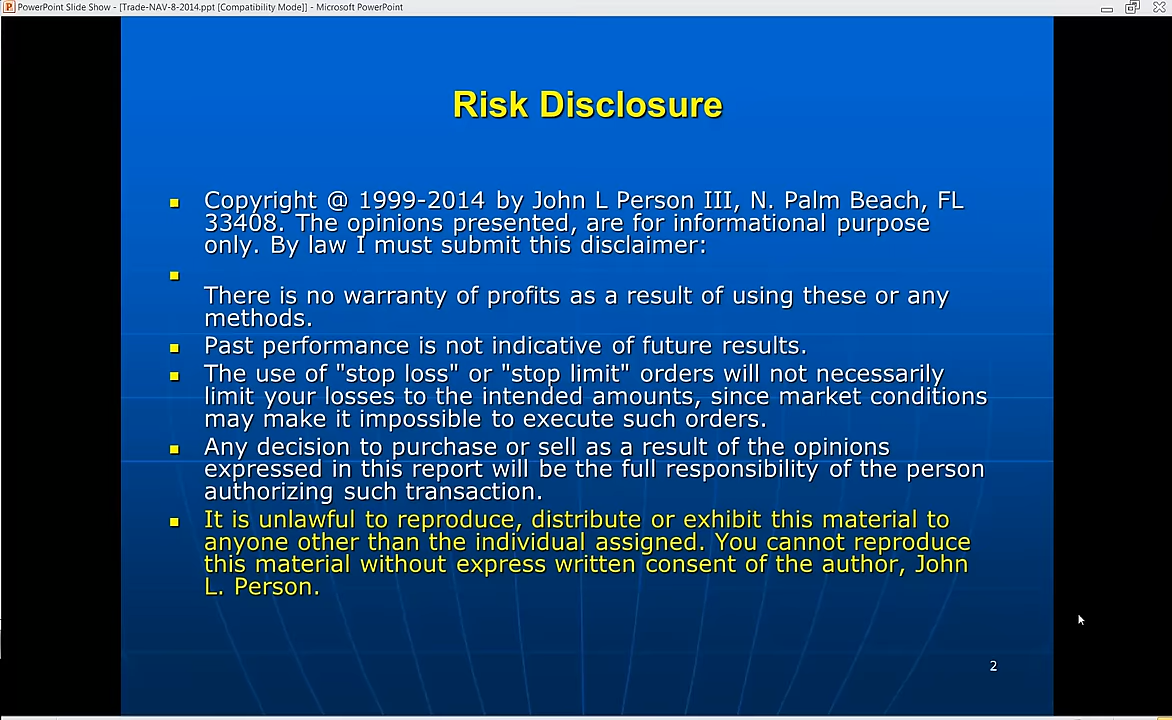 PowerPoint Slide Show - [Trade-NAV-8-2014.ppt [Compatibility Mode]] - Microsoft PowerPoint
Risk Disclosure
Copyright @ 1999-2014 by John L Person III, N. Palm Beach, FL
33408. The opinions presented, are for informational purpose
only. By law I must submit this disclaimer:
There is no warranty of profits as a result of using these or any
methods.
Past performance is not indicative of future results.
The use of "stop loss" or "stop limit" orders will not necessarily
limit your losses to the intended amounts, since market conditions
may make it impossible to execute such orders.
Any decision to purchase or sell as a result of the opinions
expressed in this report will be the full responsibility of the person
authorizing such transaction.
It is unlawful to reproduce, distribute or exhibit this material to
anyone other than the individual assigned. You cannot reproduce
this material without express written consent of the author, John
L. Person.
2